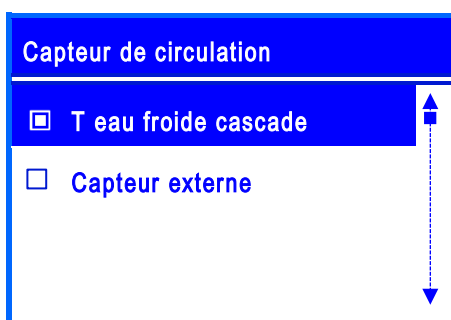 Capteur de circulation
T eau froide cascade
Capteur externe